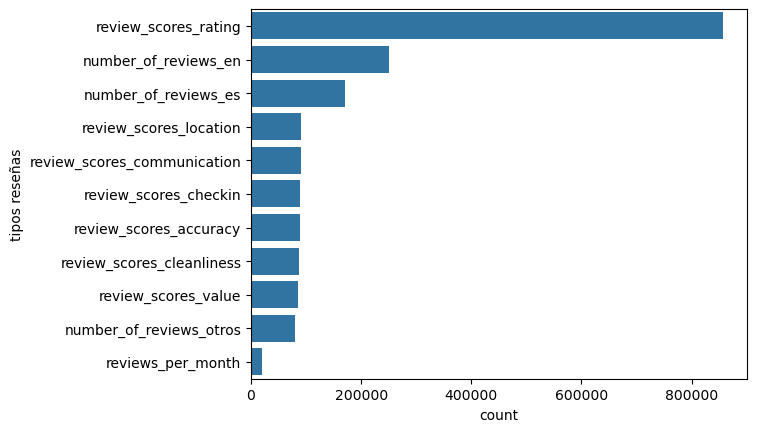 tipos reseñas
review_scores_rating
number_of_reviews_en
number_of_reviews_es
review_scores_location
review_scores_communication
review_scores_checkin
review_scores_accuracy
review_scores_cleanliness
review_scores_value
number_of_reviews_otros
reviews_per_month
0 200000 400000 600000 800000
count